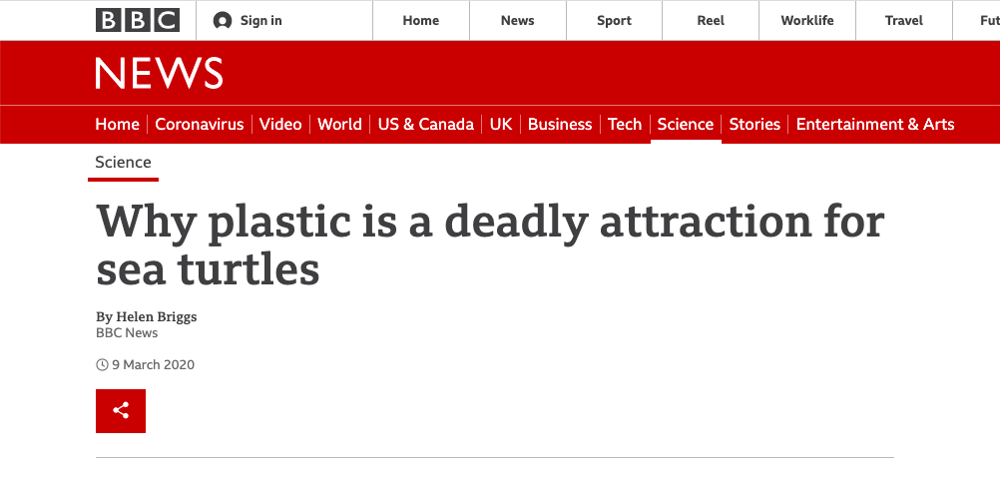 BBC Sign in Home News Sport Reel Worklife Travel Fut
NEWS
Home Coronavirus Video World US & Canada UK Business Tech Science Stories Entertainment & Arts
Science
Why plastic is a deadly attraction for
sea turtles
By Helen Briggs
BBC News
9 March 2020